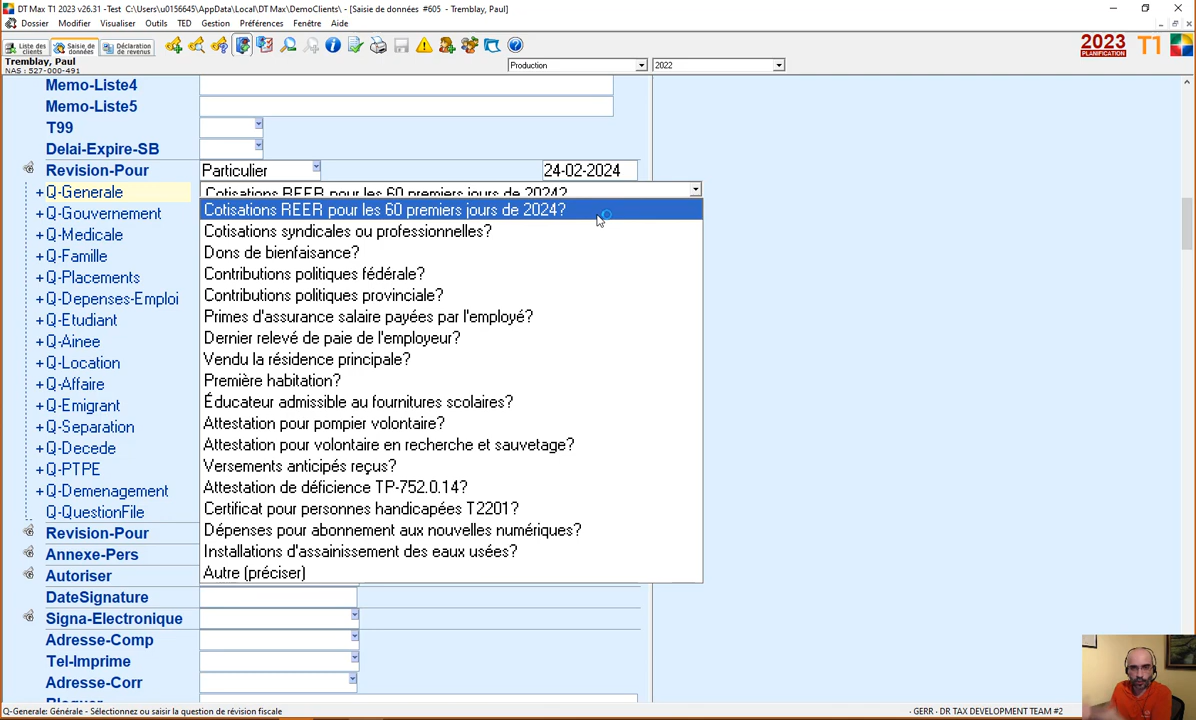 DT Max T1 2023 v26.31 -Test C:\Users\u0156645\AppData\Local\DT Max\DemoClients\ - [Saisie de données #605 - Tremblay, Paul]
Dossier Modifier Visualiser Outils TED Gestion Préférences Fenêtre Aide
Liste des clients
Saisie de données
Déclaration de revenus
2023 PLANIFICATION T1
Tremblay, Paul
NAS : 527-000-491
Production 2022
Memo-Liste4
Memo-Liste5
T99
Delai-Expire-SB
Revision-Pour Particulier 24-02-2024
+Q-Generale Cotisations REER pour les 60 premiers jours de 2024?
Cotisations REER pour les 60 premiers jours de 2024?
+Q-Gouvernement Cotisations syndicales ou professionnelles?
+Q-Medicale Dons de bienfaisance?
+Q-Famille Contributions politiques fédérale?
+Q-Placements Contributions politiques provinciale?
+Q-Depenses-Emploi Primes d'assurance salaire payées par l'employé?
+Q-Etudiant Dernier relevé de paie de l'employeur?
+Q-Ainee Vendu la résidence principale?
+Q-Location Première habitation?
+Q-Affaire Éducateur admissible au fournitures scolaires?
+Q-Emigrant Attestation pour pompier volontaire?
+Q-Separation Attestation pour volontaire en recherche et sauvetage?
+Q-Decede Versements anticipés reçus?
+Q-PTPE Attestation de déficience TP-752.0.14?
+Q-Demenagement Certificat pour personnes handicapées T2201?
Q-QuestionFile Dépenses pour abonnement aux nouvelles numériques?
Revision-Pour Installations d'assainissement des eaux usées?
Annexe-Pers Autre (préciser)
Autoriser
DateSignature
Signa-Electronique
Adresse-Comp
Tel-Imprime
Adresse-Corr
Bloquer
Q-Generale: Générale - Sélectionnez ou saisir la question de révision fiscale
- GERR - DR TAX DEVELOPMENT TEAM #2